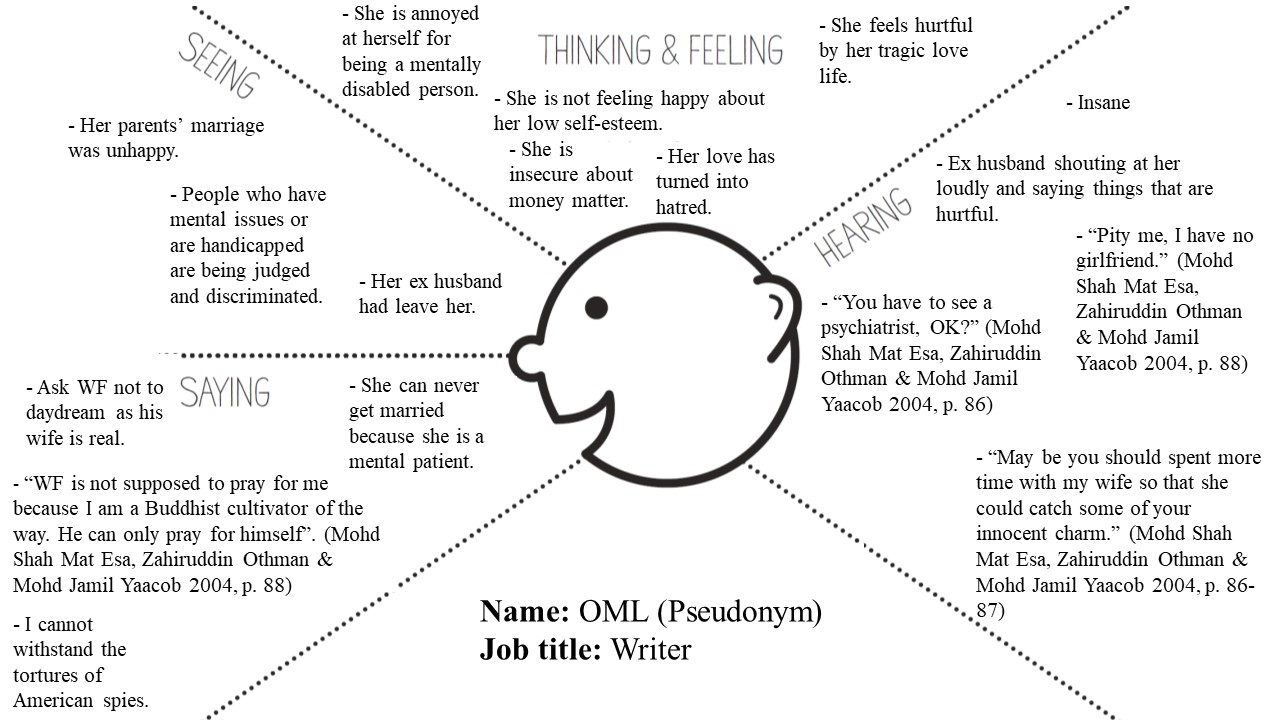 SEEING
- Her parents’ marriage
was unhappy.
- People who have
mental issues or
are handicapped
are being judged
and discriminated.
- Her ex husband
had leave her.
THINKING & FEELING
- She is annoyed
at herself for
being a mentally
disabled person.
- She is not feeling happy about
her low self-esteem.
- She is
insecure about
money matter.
- Her love has
turned into
hatred.
- She feels hurtful
by her tragic love
life.
HEARING
- Insane
- Ex husband shouting at her
loudly and saying things that are
hurtful.
- “Pity me, I have no
girlfriend.” (Mohd
Shah Mat Esa,
Zahiruddin Othman
& Mohd Jamil
Yaacob 2004, p. 88)
- “You have to see a
psychiatrist, OK?” (Mohd
Shah Mat Esa, Zahiruddin
Othman & Mohd Jamil
Yaacob 2004, p. 86)
- “May be you should spent more
time with my wife so that she
could catch some of your
innocent charm.” (Mohd Shah
Mat Esa, Zahiruddin Othman &
Mohd Jamil Yaacob 2004, p. 86-
87)
SAYING
- Ask WF not to
daydream as his
wife is real.
- She can never
get married
because she is a
mental patient.
- “WF is not supposed to pray for me
because I am a Buddhist cultivator of the
way. He can only pray for himself”. (Mohd
Shah Mat Esa, Zahiruddin Othman &
Mohd Jamil Yaacob 2004, p. 88)
- I cannot
withstand the
tortures of
American spies.
Name: OML (Pseudonym)
Job title: Writer